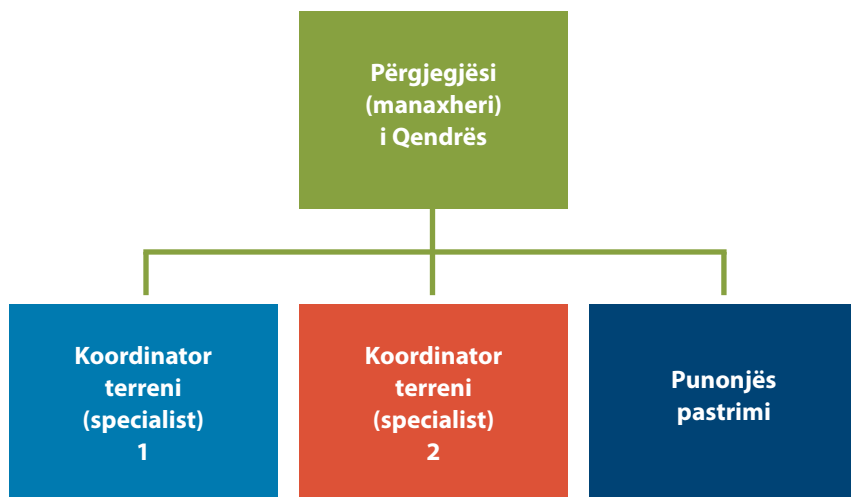 Përgjegjësi
(manaxheri)
i Qendrës
Koordinator
terreni
(specialist)
1
Koordinator
terreni
(specialist)
2
Punonjës
pastrimi